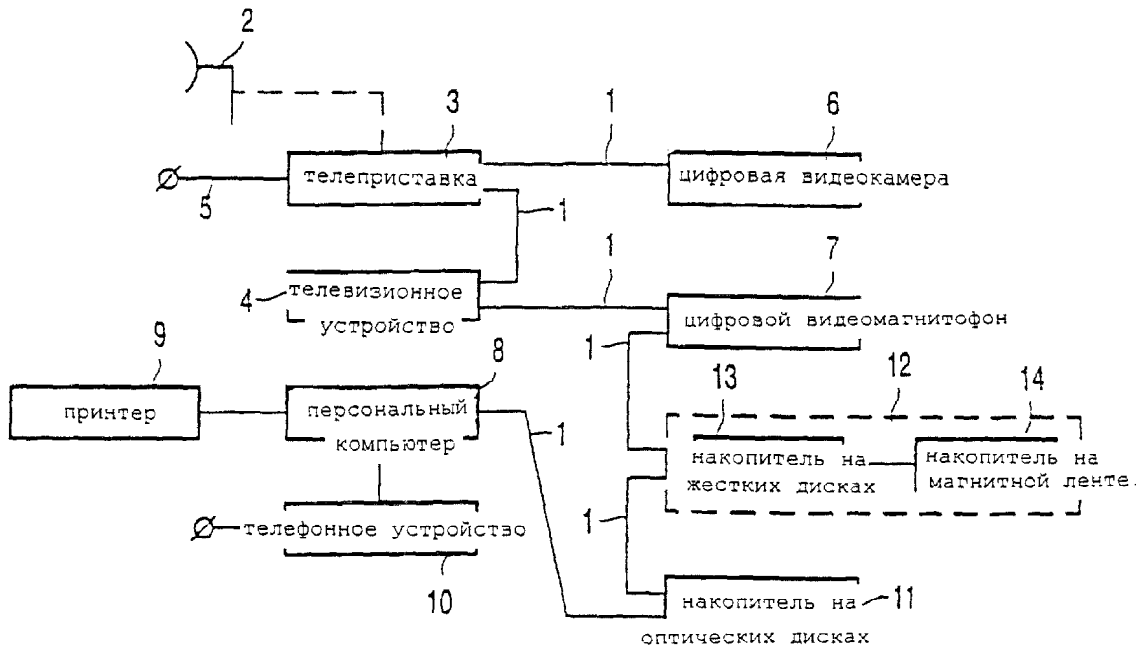 2
3
1
6
телеприставка
цифровая видеокамера
5
1
1
7
4
телевизионное
устройство
цифровой видеомагнитофон
9
8
1
13
12
14
принтер
персональный
компьютер
1
накопитель на
жестких дисках
накопитель на
магнитной ленте.
телефонное устройство
1
10
накопитель на
оптических дисках
11